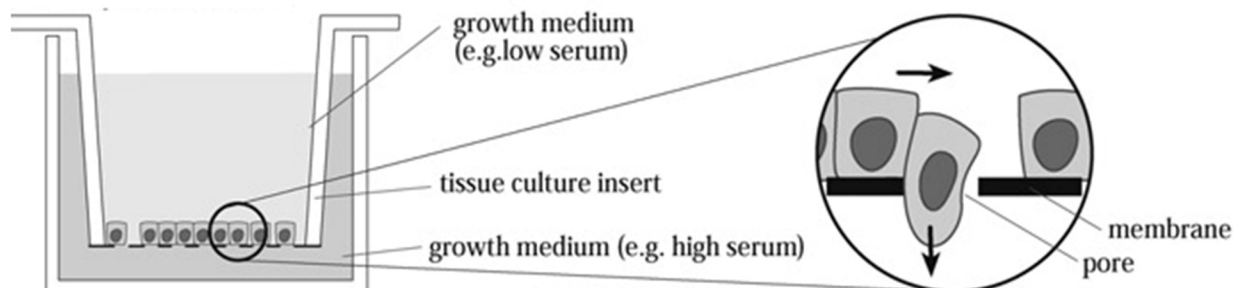 growth medium
(e.g.low serum)
tissue culture insert
growth medium (e.g. high serum)
membrane
pore